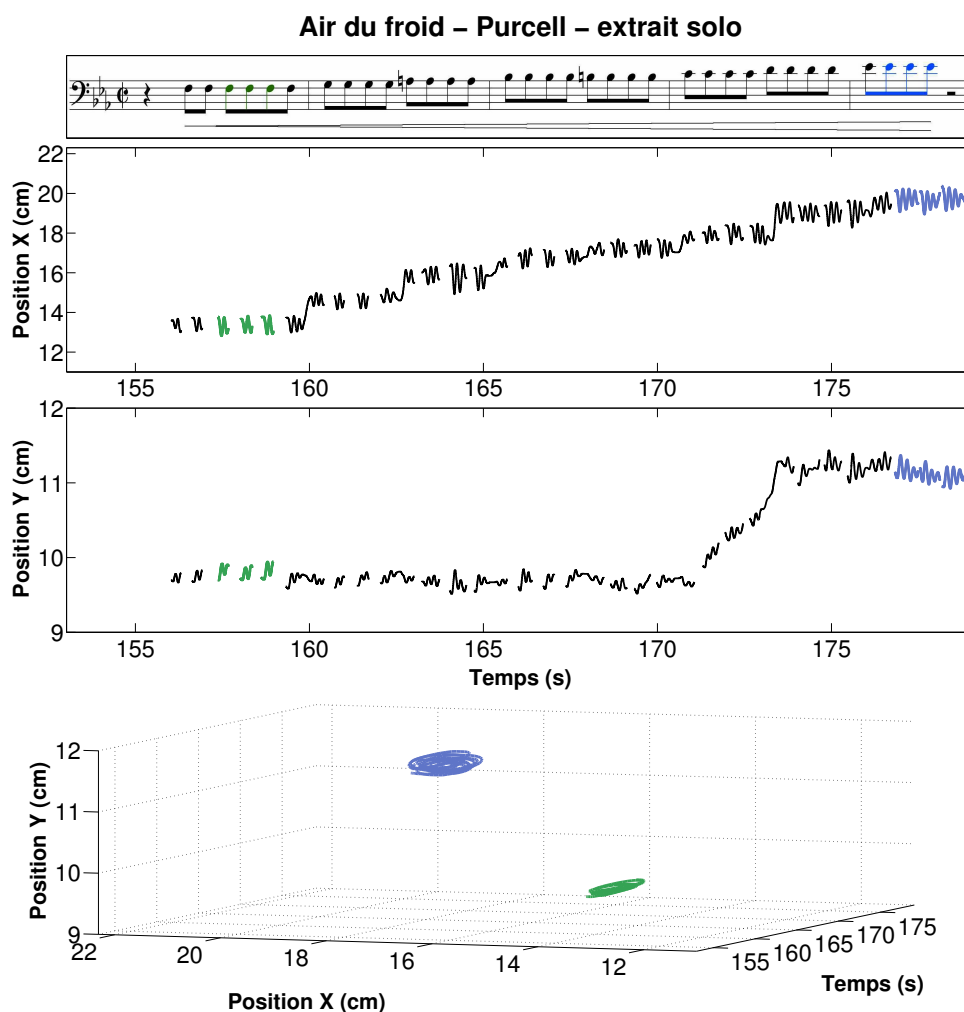 Air du froid – Purcell – extrait solo
Position X (cm)
22
20
18
16
14
12
155 160 165 170 175
Position Y (cm)
12
11
10
9
155 160 165 170 175
Temps (s)
Position Y (cm)
12
11
10
9
22 20 18 16 14 12
155 160 165 170 175
Position X (cm)
Temps (s)